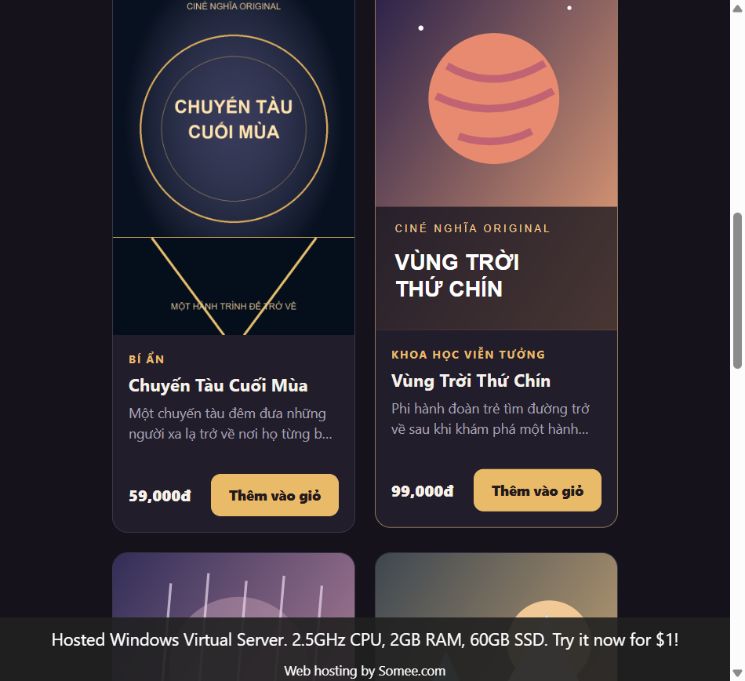 CINÉ NGHĨA ORIGINAL
CHUYẾN TÀU
CUỐI MÙA
MỘT HÀNH TRÌNH ĐỂ TRỞ VỀ
BÍ ẨN
Chuyến Tàu Cuối Mùa
Một chuyến tàu đêm đưa những
người xa lạ trở về nơi họ từng b...
59,000đ
Thêm vào giỏ
CINÉ NGHĨA ORIGINAL
VÙNG TRỜI
THỨ CHÍN
KHOA HỌC VIỄN TƯỞNG
Vùng Trời Thứ Chín
Phi hành đoàn trẻ tìm đường trở
về sau khi khám phá một hành...
99,000đ
Thêm vào giỏ
Hosted Windows Virtual Server. 2.5GHz CPU, 2GB RAM, 60GB SSD. Try it now for $1!
Web hosting by Somee.com